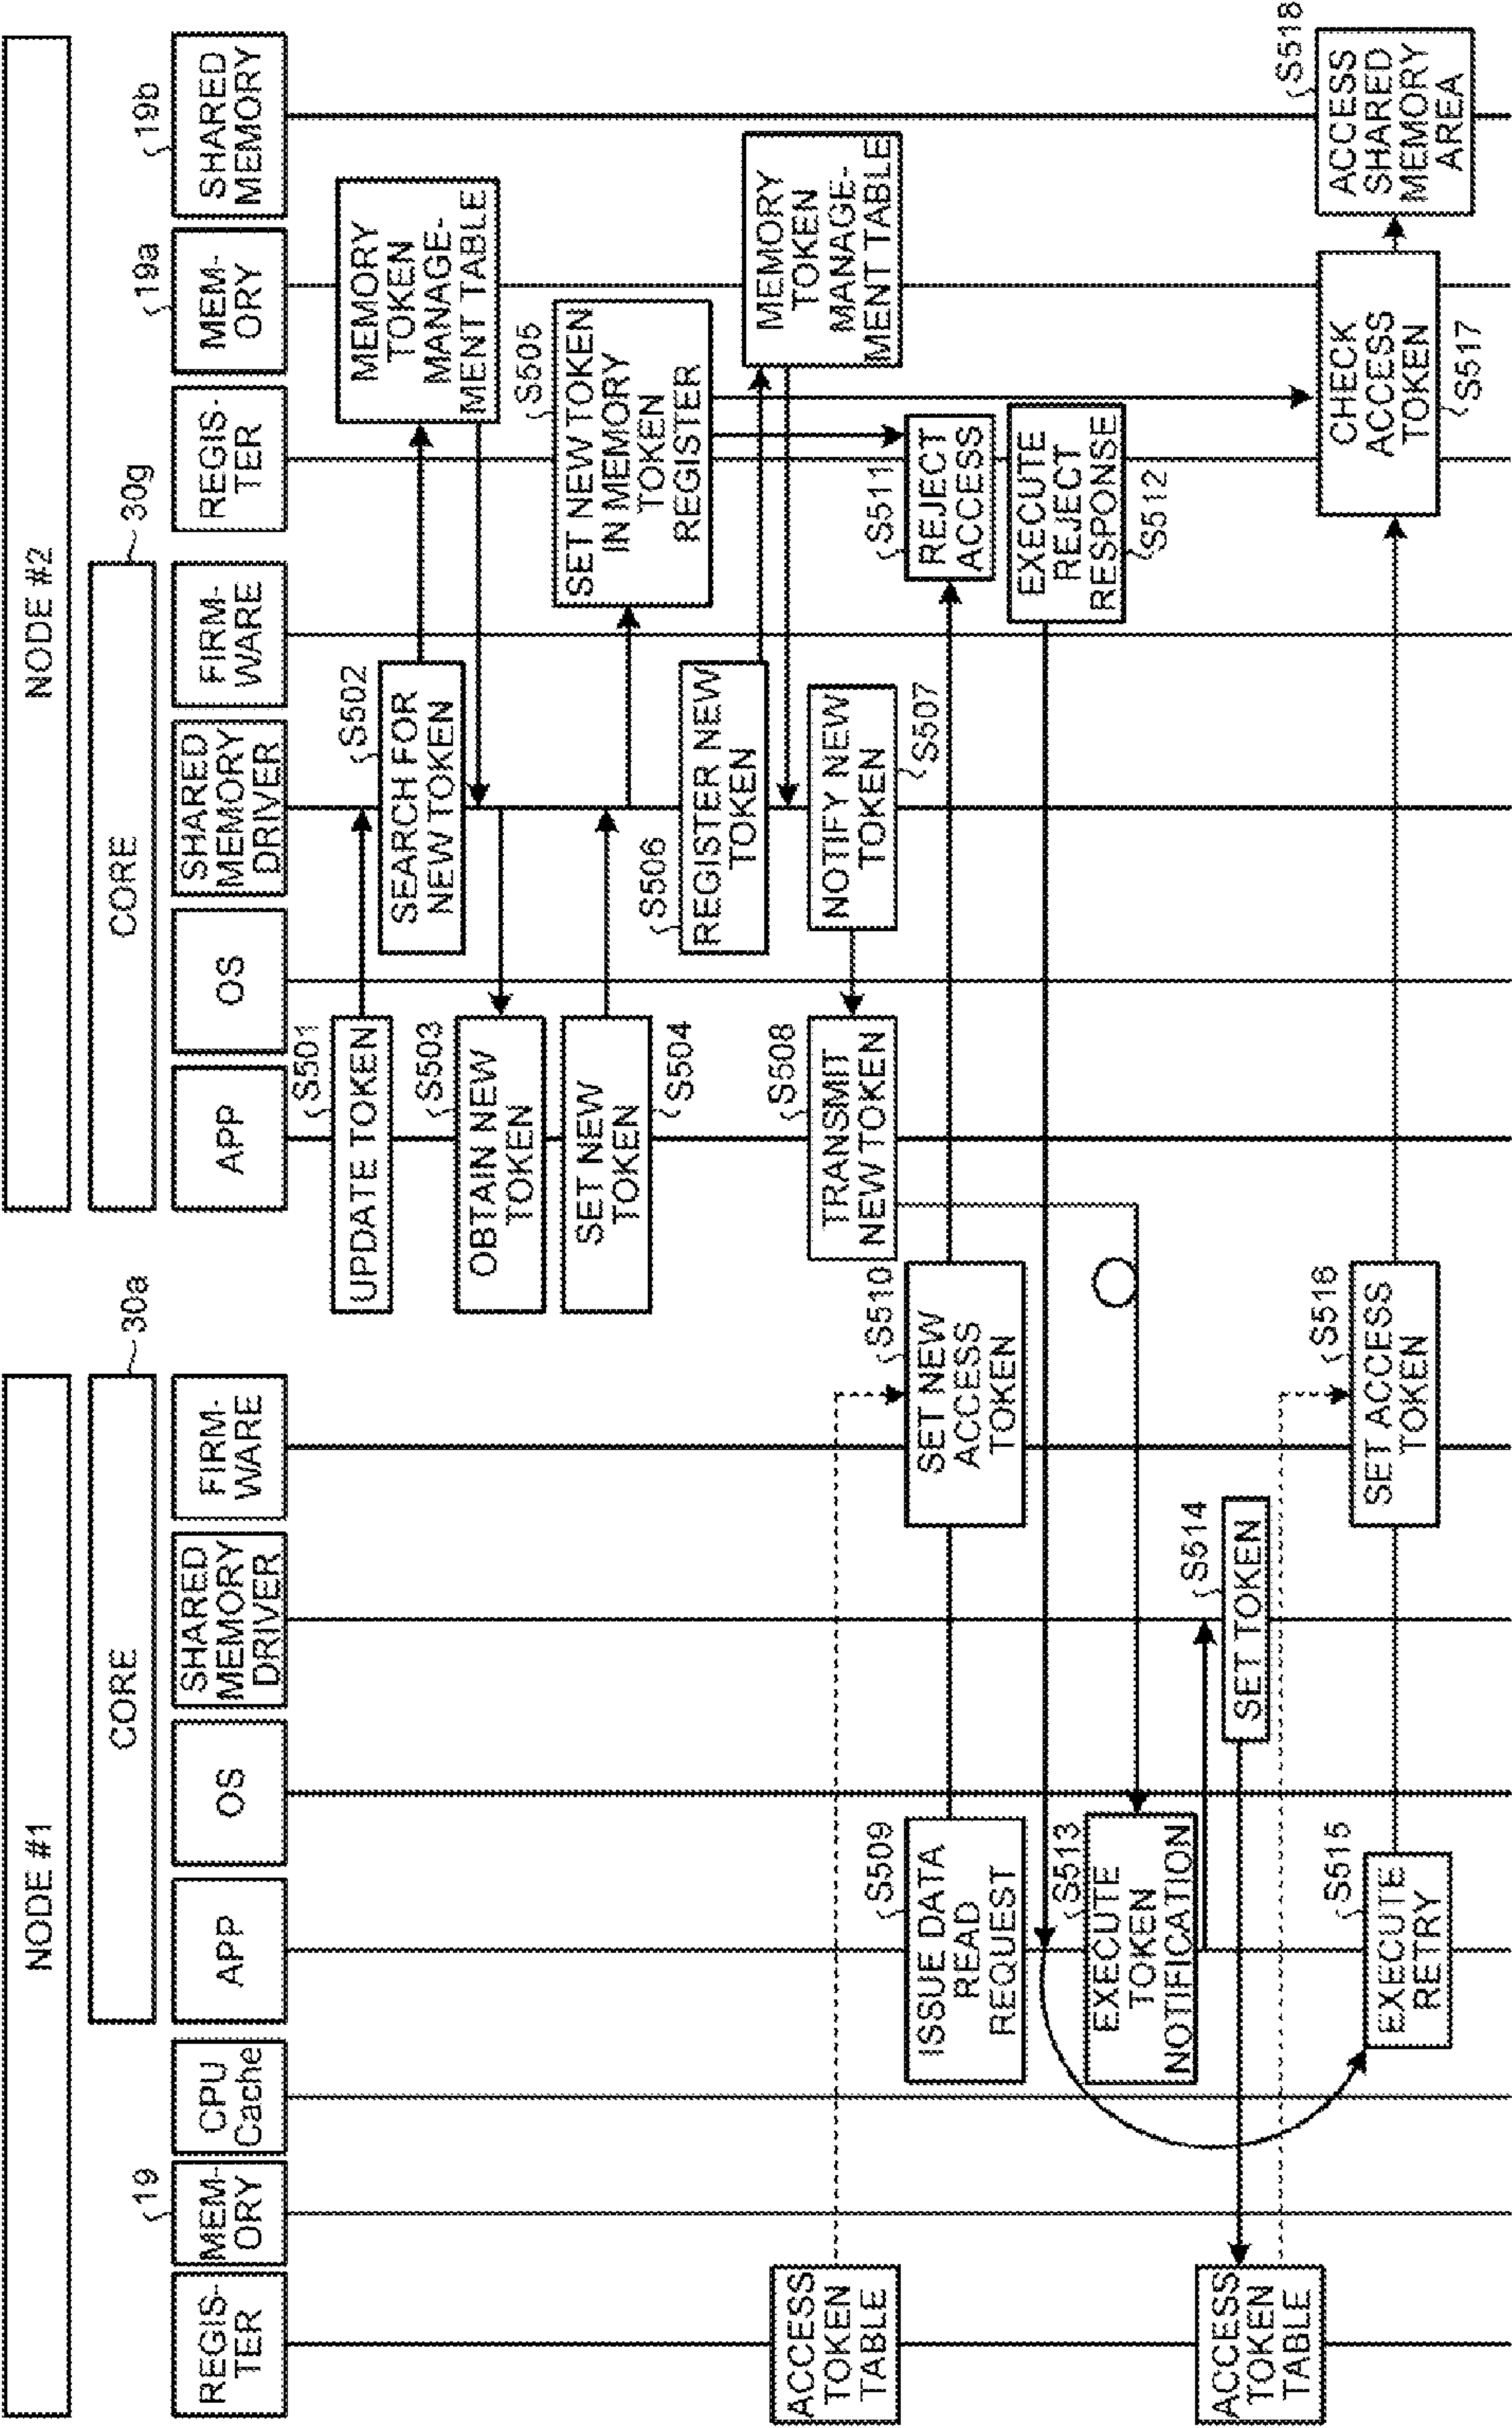 NODE #1
NODE #2
CORE
30a
CORE
30g
REGIS-
TER
19
MEM-
ORY
CPU
Cache
APP
OS
SHARED
MEMORY
DRIVER
FIRM-
WARE
APP
OS
SHARED
MEMORY
DRIVER
FIRM-
WARE
REGIS-
TER
19a
MEM-
ORY
19b
SHARED
MEMORY
S501
UPDATE TOKEN
S502
SEARCH FOR
NEW TOKEN
MEMORY
TOKEN
MANAGE-
MENT TABLE
S503
OBTAIN NEW
TOKEN
SET NEW
TOKEN
S504
S505
SET NEW TOKEN
IN MEMORY
TOKEN
REGISTER
S506
REGISTER NEW
TOKEN
MEMORY
TOKEN
MANAGE-
MENT TABLE
NOTIFY NEW
TOKEN
S507
S508
TRANSMIT
NEW TOKEN
ACCESS
TOKEN
TABLE
S509
ISSUE DATA
READ
REQUEST
S510
SET NEW
ACCESS
TOKEN
S511
REJECT
ACCESS
EXECUTE
REJECT
RESPONSE
S512
S513
EXECUTE
TOKEN
NOTIFICATION
S514
SET TOKEN
ACCESS
TOKEN
TABLE
S515
EXECUTE
RETRY
S516
SET ACCESS
TOKEN
CHECK
ACCESS
TOKEN
S517
S518
ACCESS
SHARED
MEMORY
AREA